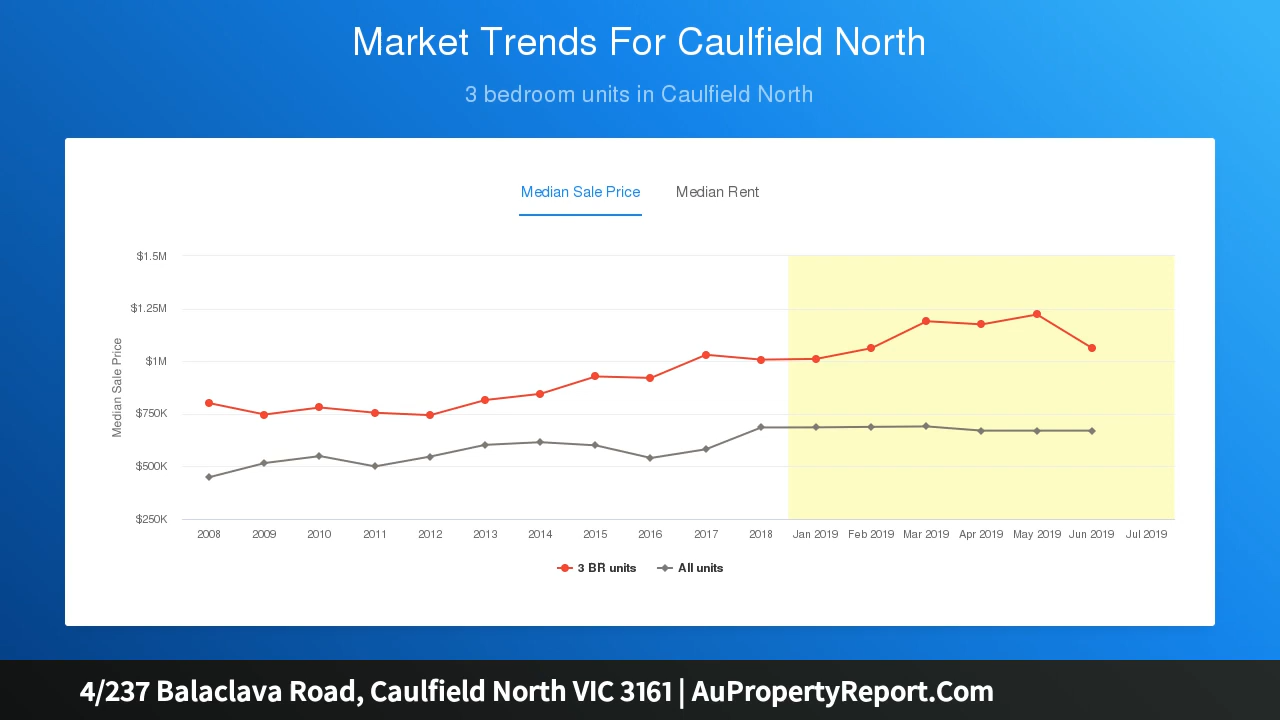 Market Trends For Caulfield North
3 bedroom units in Caulfield North
Median Sale Price Median Rent
$1.5M
$1.25M
$1M
$750K
$500K
$250K
Median Sale Price
2008 2009 2010 2011 2012 2013 2014 2015 2016 2017 2018 Jan 2019 Feb 2019 Mar 2019 Apr 2019 May 2019 Jun 2019 Jul 2019
3 BR units All units
4/237 Balaclava Road, Caulfield North VIC 3161 | AuPropertyReport.Com